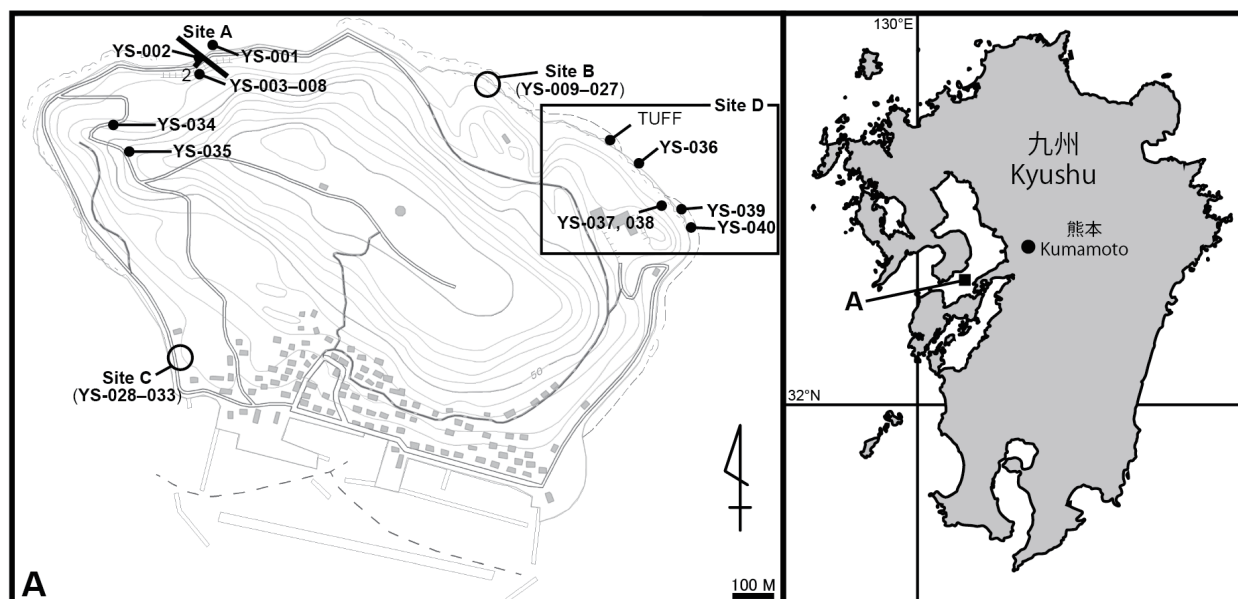 Site A
YS-002
YS-001
2
YS-003–008
Site B
(YS-009–027)
Site D
TUFF
YS-034
YS-036
YS-035
YS-039
YS-037, 038
YS-040
50
Site C
(YS-028–033)
A
100 M
130°E
九州
Kyushu
熊本
Kumamoto
A
32°N